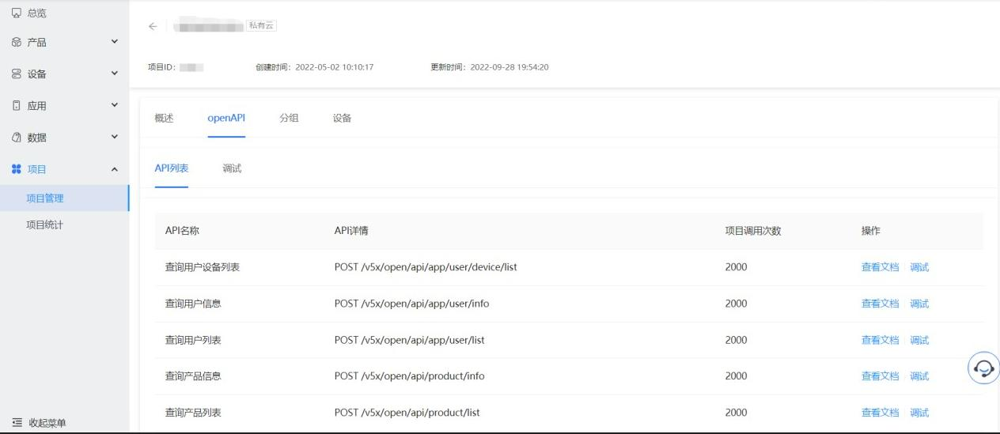 总览
产品
设备
应用
数据
项目
项目管理
项目统计
收起菜单
私有云
项目ID： 创建时间：2022-05-02 10:10:17 更新时间：2022-09-28 19:54:20
概述 openAPI 分组 设备
API列表 调试
API名称 API详情 项目调用次数 操作
查询用户设备列表 POST /v5x/open/api/app/user/device/list 2000 查看文档 调试
查询用户信息 POST /v5x/open/api/app/user/info 2000 查看文档 调试
查询用户列表 POST /v5x/open/api/app/user/list 2000 查看文档 调试
查询产品信息 POST /v5x/open/api/product/info 2000 查看文档 调试
查询产品列表 POST /v5x/open/api/product/list 2000 查看文档 调试